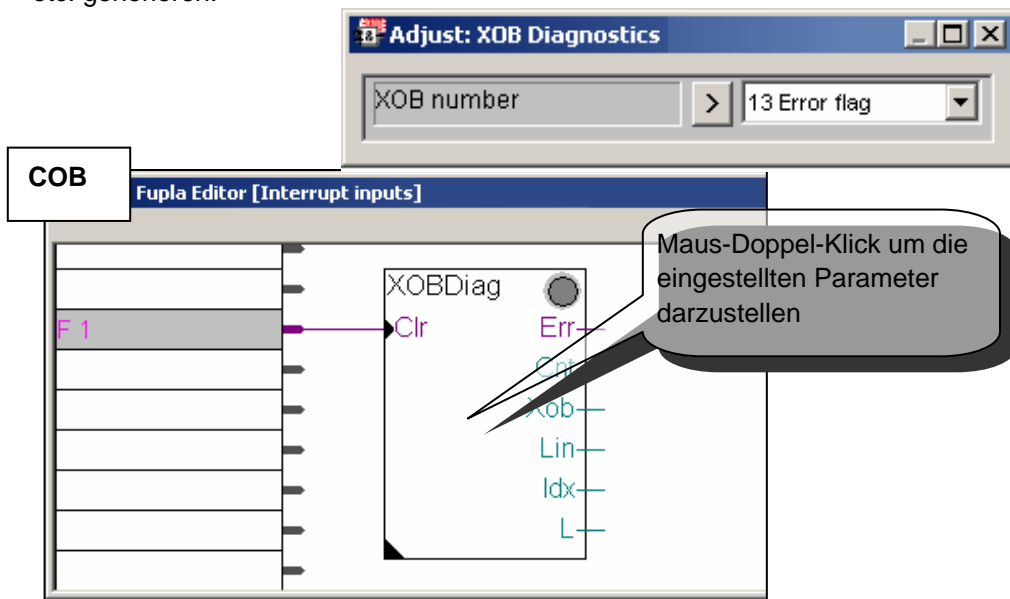 Adjust: XOB Diagnostics
XOB number
>
13 Error flag
COB
Fupla Editor [Interrupt inputs]
Maus-Doppel-Klick um die
eingestellten Parameter
darzustellen
XOBDiag
F 1
Clr
Err
Cnt
Xob
Lin
Idx
L